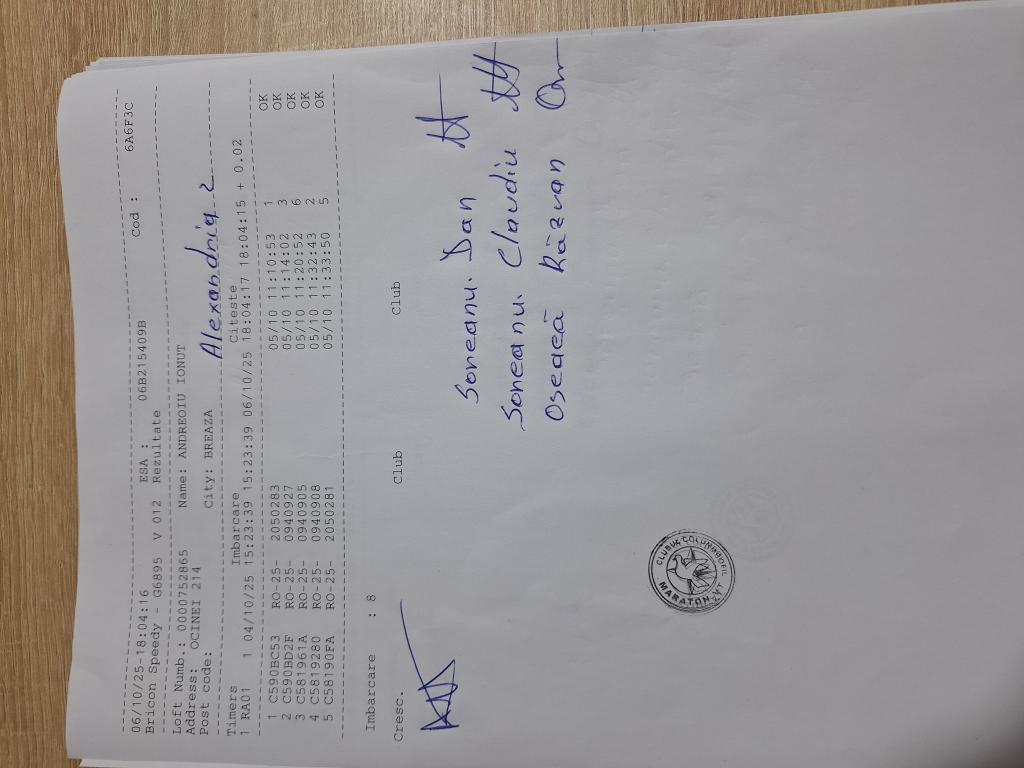 06/10/25-18:04:16 ESA : 06B215409B Cod : 6A6F3C
Bricon Speedy - G6895 V 012 Rezultate
Loft Numb.: 0000752865 Name: ANDREOIU IONUT
Address: OCINEI 214
Post code: City: BREAZA Alexandria 2
Timers Imbarcare Citeste
1 RA01 1 04/10/25 15:23:39 15:23:39 06/10/25 18:04:17 18:04:15 + 0.02
1 C590BC53 RO-25- 2050283 05/10 11:10:53 1 OK
2 C590BD2F RO-25- 0940927 05/10 11:14:02 3 OK
3 C581961A RO-25- 0940905 05/10 11:20:52 6 OK
4 C5819280 RO-25- 0940908 05/10 11:32:43 2 OK
5 C58190FA RO-25- 2050281 05/10 11:33:50 5 OK
Imbarcare : 8
Cresc. Club Club
Soneanu. Dan
Soneanu. Claudiu
Răzvan
CLUBUL COLUMBOFIL
MARATON